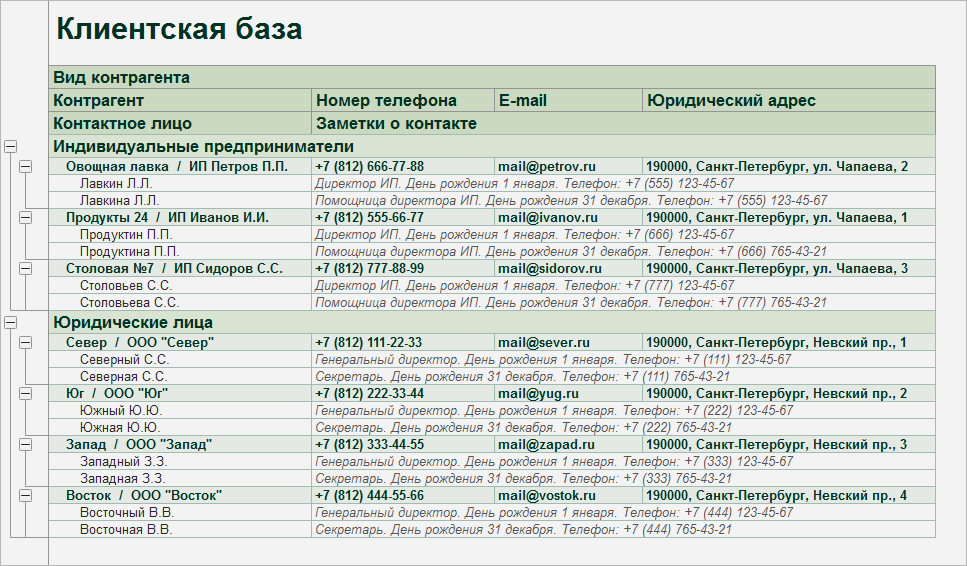 Клиентская база
Вид контрагента
Контрагент Номер телефона E-mail Юридический адрес
Контактное лицо Заметки о контакте
Индивидуальные предприниматели
Овощная лавка / ИП Петров П.П. +7 (812) 666-77-88 mail@petrov.ru 190000, Санкт-Петербург, ул. Чапаева, 2
Лавкин Л.Л. Директор ИП. День рождения 1 января. Телефон: +7 (555) 123-45-67
Лавкина Л.Л. Помощница директора ИП. День рождения 31 декабря. Телефон: +7 (555) 123-45-67
Продукты 24 / ИП Иванов И.И. +7 (812) 555-66-77 mail@ivanov.ru 190000, Санкт-Петербург, ул. Чапаева, 1
Продуктин П.П. Директор ИП. День рождения 1 января. Телефон: +7 (666) 123-45-67
Продуктина П.П. Помощница директора ИП. День рождения 31 декабря. Телефон: +7 (666) 765-43-21
Столовая №7 / ИП Сидоров С.С. +7 (812) 777-88-99 mail@sidorov.ru 190000, Санкт-Петербург, ул. Чапаева, 3
Столовьев С.С. Директор ИП. День рождения 1 января. Телефон: +7 (777) 123-45-67
Столовьева С.С. Помощница директора ИП. День рождения 31 декабря. Телефон: +7 (777) 765-43-21
Юридические лица
Север / ООО "Север" +7 (812) 111-22-33 mail@sever.ru 190000, Санкт-Петербург, Невский пр., 1
Северный С.С. Генеральный директор. День рождения 1 января. Телефон: +7 (111) 123-45-67
Северная С.С. Секретарь. День рождения 31 декабря. Телефон: +7 (111) 765-43-21
Юг / ООО "Юг" +7 (812) 222-33-44 mail@yug.ru 190000, Санкт-Петербург, Невский пр., 2
Южный Ю.Ю. Генеральный директор. День рождения 1 января. Телефон: +7 (222) 123-45-67
Южная Ю.Ю. Секретарь. День рождения 31 декабря. Телефон: +7 (222) 765-43-21
Запад / ООО "Запад" +7 (812) 333-44-55 mail@zapad.ru 190000, Санкт-Петербург, Невский пр., 3
Западный З.З. Генеральный директор. День рождения 1 января. Телефон: +7 (333) 123-45-67
Западная З.З. Секретарь. День рождения 31 декабря. Телефон: +7 (333) 765-43-21
Восток / ООО "Восток" +7 (812) 444-55-66 mail@vostok.ru 190000, Санкт-Петербург, Невский пр., 4
Восточный В.В. Генеральный директор. День рождения 1 января. Телефон: +7 (444) 123-45-67
Восточная В.В. Секретарь. День рождения 31 декабря. Телефон: +7 (444) 765-43-21